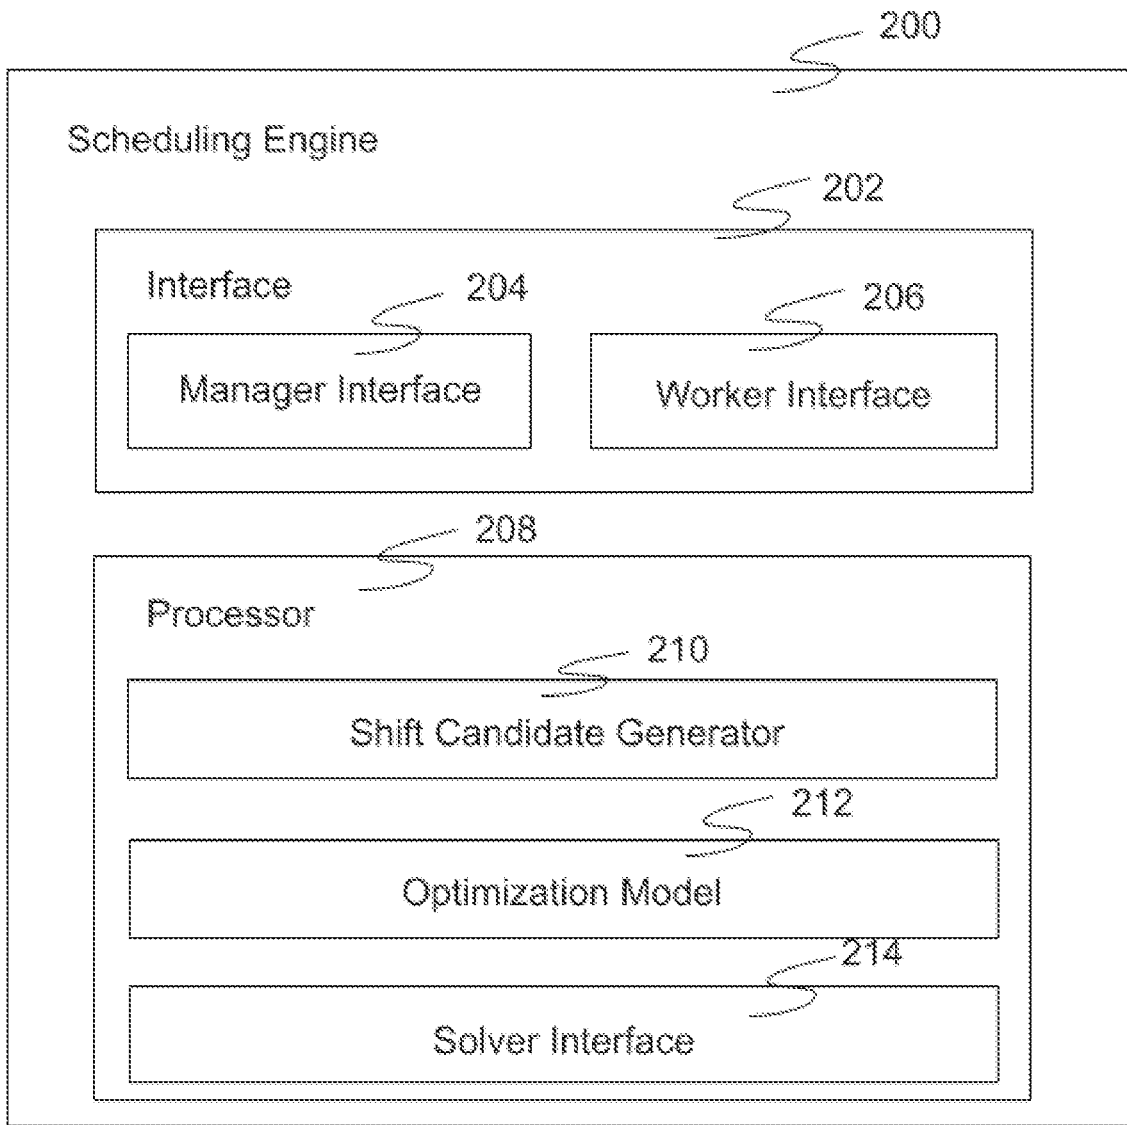 200
Scheduling Engine
202
Interface
204
206
Manager Interface
Worker Interface
208
Processor
210
Shift Candidate Generator
212
Optimization Model
214
Solver Interface